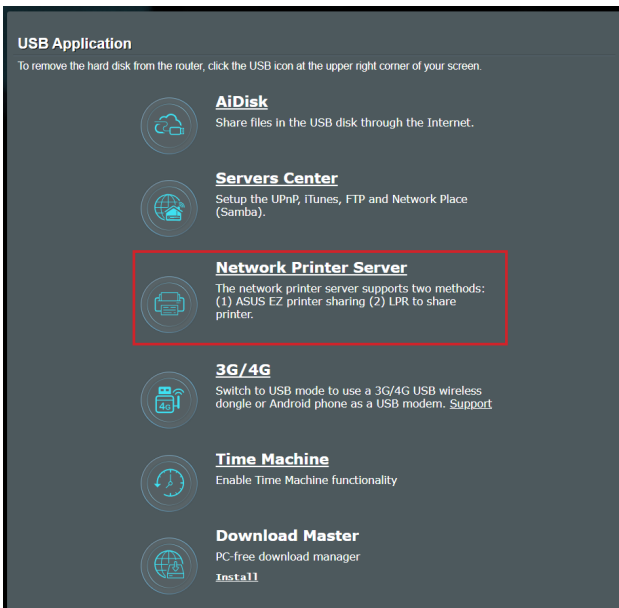 USB Application
To remove the hard disk from the router, click the USB icon at the upper right corner of your screen.
AiDisk
Share files in the USB disk through the Internet.
Servers Center
Setup the UPnP, iTunes, FTP and Network Place
(Samba).
Network Printer Server
The network printer server supports two methods:
(1) ASUS EZ printer sharing (2) LPR to share
printer.
3G/4G
Switch to USB mode to use a 3G/4G USB wireless
dongle or Android phone as a USB modem. Support
4G
Time Machine
Enable Time Machine functionality
Download Master
PC-free download manager
Install